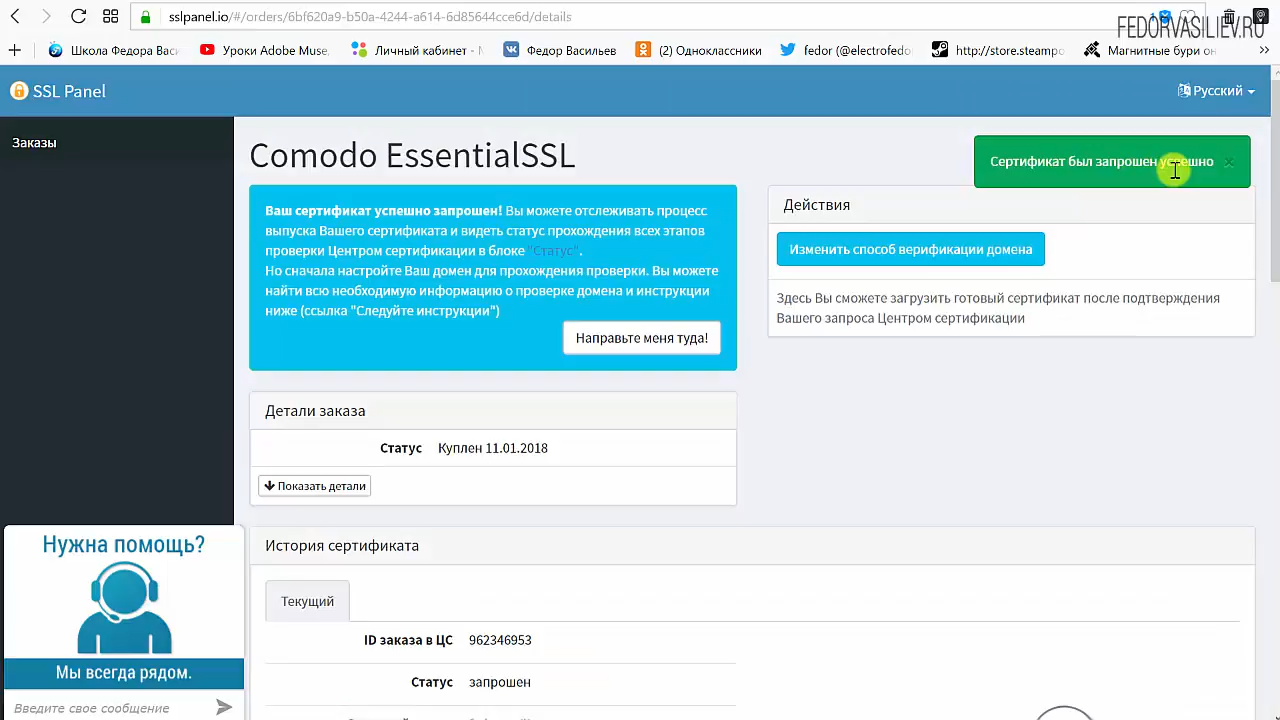 sslpanel.io/#/orders/6bf620a9-b50a-4244-a614-6d85644cce6d/details
FEDORVASILIEV.RU
Школа Федора Васи
Уроки Adobe Muse,
Личный кабинет -
Федор Васильев
(2) Одноклассники
fedor (@electrofedo
http://store.steampo
Магнитные бури он
SSL Panel
Русский
Заказы
Comodo EssentialSSL
Сертификат был запрошен успешно
Ваш сертификат успешно запрошен! Вы можете отслеживать процесс
выпуска Вашего сертификата и видеть статус прохождения всех этапов
проверки Центром сертификации в блоке "Статус".
Но сначала настройте Ваш домен для прохождения проверки. Вы можете
найти всю необходимую информацию о проверке домена и инструкции
ниже (ссылка "Следуйте инструкции")
Направьте меня туда!
Действия
Изменить способ верификации домена
Здесь Вы сможете загрузить готовый сертификат после подтверждения
Вашего запроса Центром сертификации
Детали заказа
Статус Куплен 11.01.2018
Показать детали
История сертификата
Текущий
ID заказа в ЦС 962346953
Статус запрошен
Нужна помощь?
Мы всегда рядом.
Введите свое сообщение